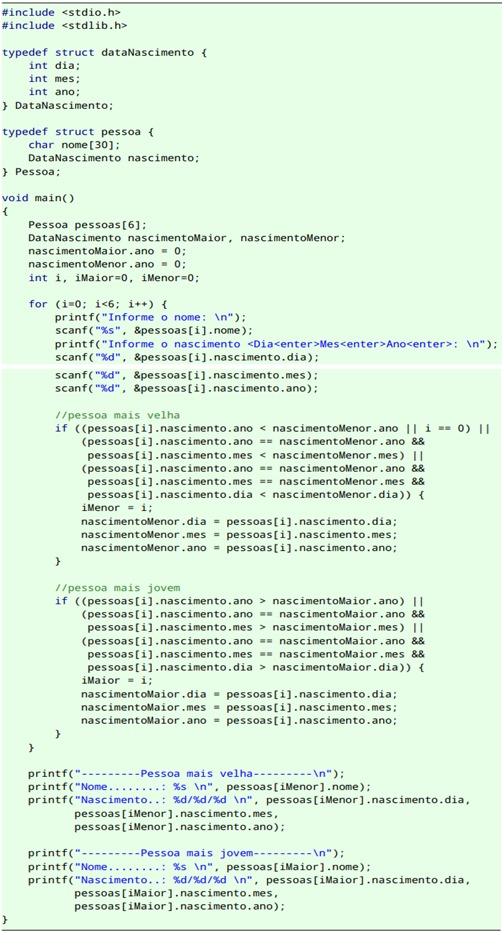 #include <stdio.h>
#include <stdlib.h>
typedef struct dataNascimento {
    int dia;
    int mes;
    int ano;
} DataNascimento;
typedef struct pessoa {
    char nome[30];
    DataNascimento nascimento;
} Pessoa;
void main()
{
    Pessoa pessoas[6];
    DataNascimento nascimentoMaior, nascimentoMenor;
    nascimentoMaior.ano = 0;
    nascimentoMenor.ano = 0;
    int i, iMaior=0, iMenor=0;
    for (i=0; i<6; i++) {
        printf("Informe o nome: \n");
        scanf("%s", &pessoas[i].nome);
        printf("Informe o nascimento <Dia<enter>Mes<enter>Ano<enter>: \n");
        scanf("%d", &pessoas[i].nascimento.dia);
        scanf("%d", &pessoas[i].nascimento.mes);
        scanf("%d", &pessoas[i].nascimento.ano);
        //pessoa mais velha
        if ((pessoas[i].nascimento.ano < nascimentoMenor.ano || i == 0) ||
            (pessoas[i].nascimento.ano == nascimentoMenor.ano &&
             pessoas[i].nascimento.mes < nascimentoMenor.mes) ||
            (pessoas[i].nascimento.ano == nascimentoMenor.ano &&
             pessoas[i].nascimento.mes == nascimentoMenor.mes &&
             pessoas[i].nascimento.dia < nascimentoMenor.dia)) {
            iMenor = i;
            nascimentoMenor.dia = pessoas[i].nascimento.dia;
            nascimentoMenor.mes = pessoas[i].nascimento.mes;
            nascimentoMenor.ano = pessoas[i].nascimento.ano;
        }
        //pessoa mais jovem
        if ((pessoas[i].nascimento.ano > nascimentoMaior.ano) ||
            (pessoas[i].nascimento.ano == nascimentoMaior.ano &&
             pessoas[i].nascimento.mes > nascimentoMaior.mes) ||
            (pessoas[i].nascimento.ano == nascimentoMaior.ano &&
             pessoas[i].nascimento.mes == nascimentoMaior.mes &&
             pessoas[i].nascimento.dia > nascimentoMaior.dia)) {
            iMaior = i;
            nascimentoMaior.dia = pessoas[i].nascimento.dia;
            nascimentoMaior.mes = pessoas[i].nascimento.mes;
            nascimentoMaior.ano = pessoas[i].nascimento.ano;
        }
    }
    printf("---------Pessoa mais velha---------\n");
    printf("Nome........: %s \n", pessoas[iMenor].nome);
    printf("Nascimento..: %d/%d/%d \n", pessoas[iMenor].nascimento.dia,
           pessoas[iMenor].nascimento.mes,
           pessoas[iMenor].nascimento.ano);
    printf("---------Pessoa mais jovem---------\n");
    printf("Nome........: %s \n", pessoas[iMaior].nome);
    printf("Nascimento..: %d/%d/%d \n", pessoas[iMaior].nascimento.dia,
           pessoas[iMaior].nascimento.mes,
           pessoas[iMaior].nascimento.ano);
}